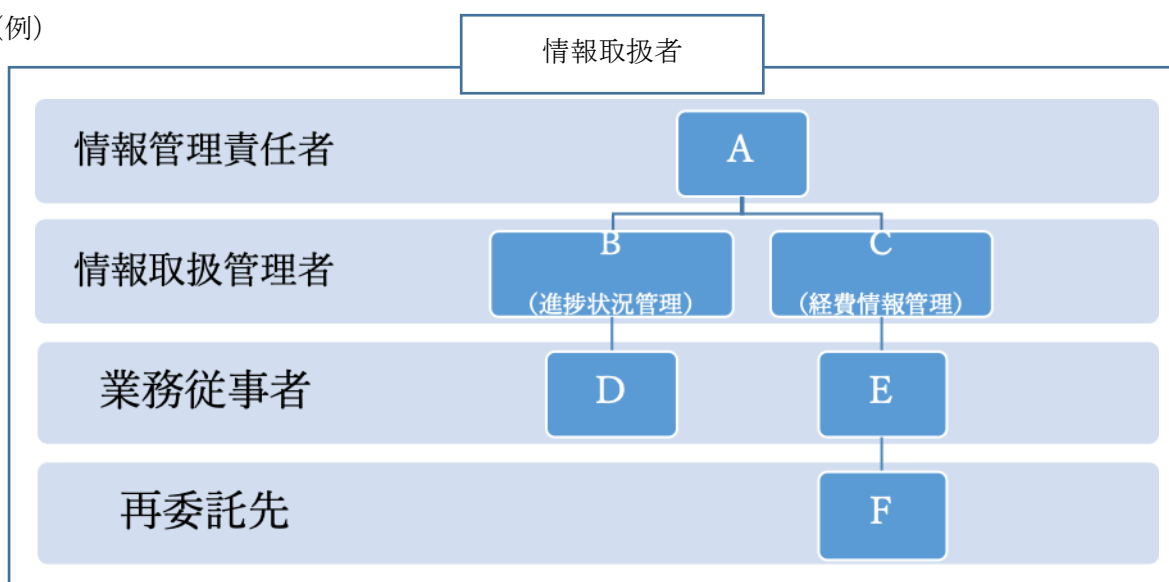 (例)
情報取扱者
情報管理責任者
A
情報取扱管理者
B
(進捗状況管理)
C
(経費情報管理)
業務従事者
D
E
再委託先
F